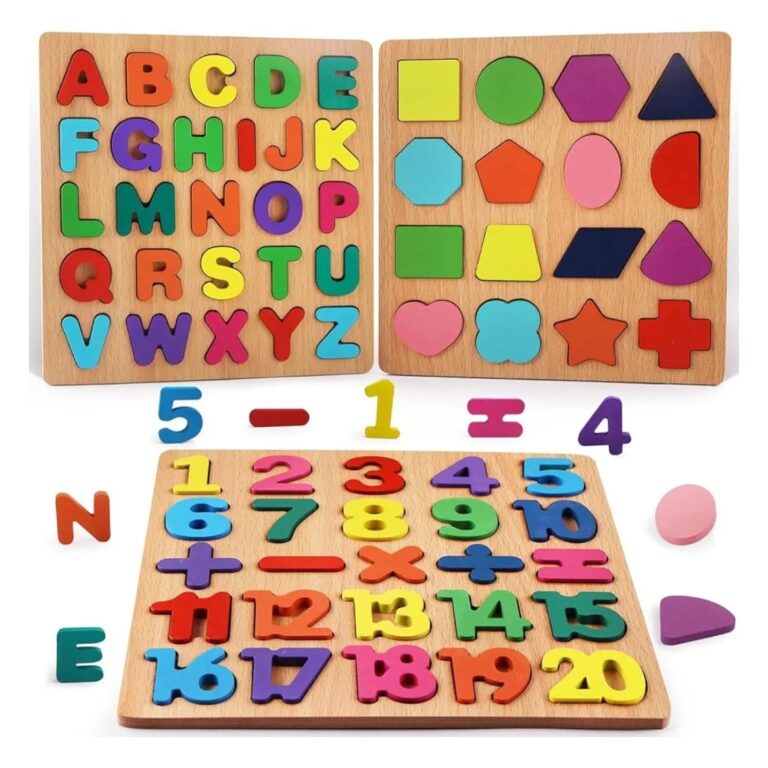 A B C D E
F G H I J K
L M N O P
Q R S T U
V W X Y Z
5 - 1 = 4
1 2 3 4 5
6 7 8 9 10
+ - × ÷ =
11 12 13 14 15
16 17 18 19 20
N
E